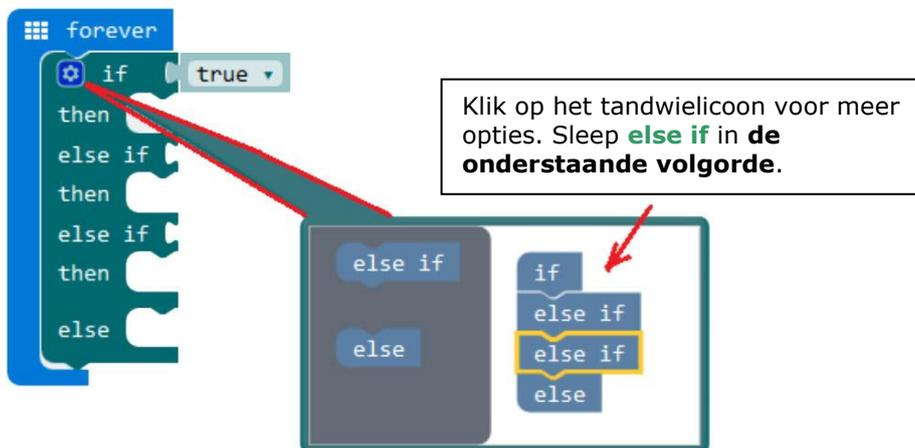 forever
if true
then
else if
then
else if
then
else
Klik op het tandwielicoon voor meer
opties. Sleep else if in de
onderstaande volgorde.
else if
else
if
else if
else if
else